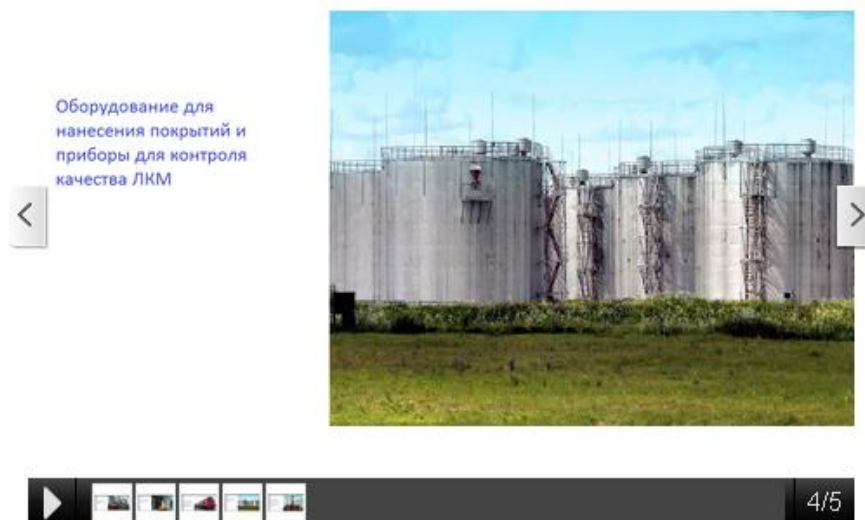 Оборудование для
нанесения покрытий и
приборы для контроля
качества ЛКМ
4/5